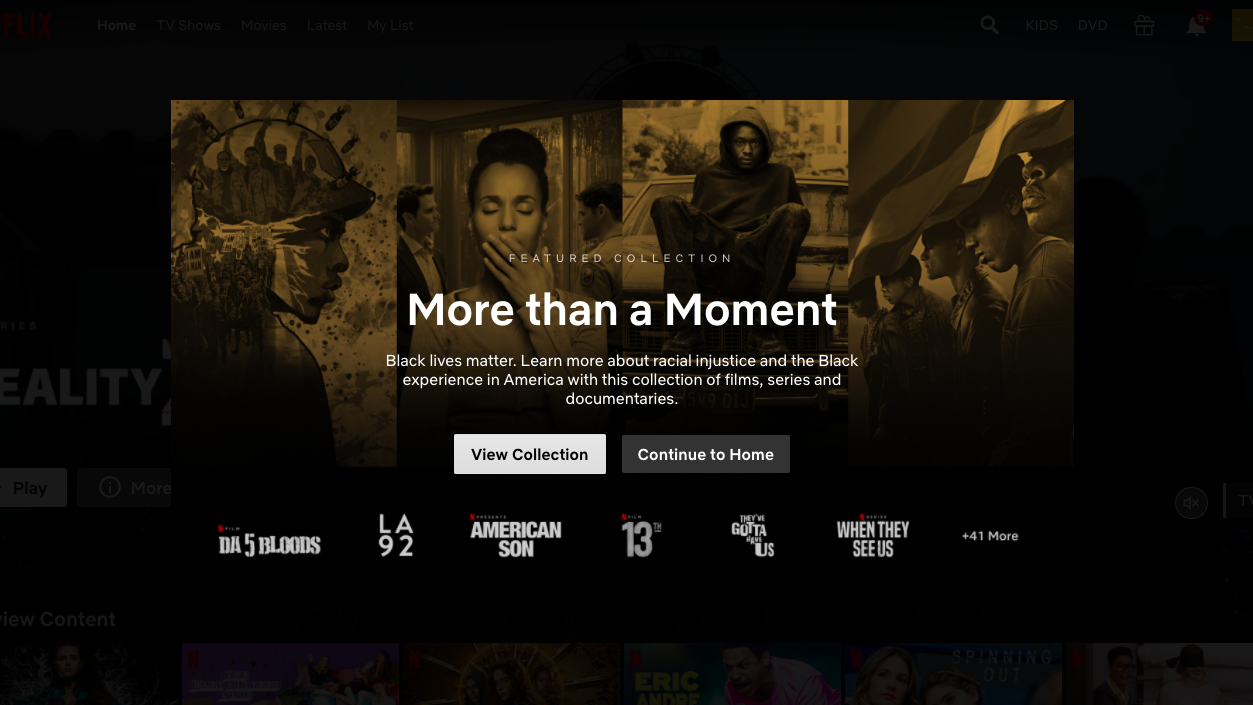 FLIX
Home TV Shows Movies Latest My List
KIDS DVD 9+
FEATURED COLLECTION
More than a Moment
Black lives matter. Learn more about racial injustice and the Black
experience in America with this collection of films, series and
documentaries.
View Collection Continue to Home
RIES
EALITY
Play More
N FILM
DA 5 BLOODS
LA
92
N PRESENTS
AMERICAN
SON
N FILM
13TH
THEY'VE
GOTTA
HAVE
US
N SERIES
WHEN THEY
SEE US
+41 More
view Content
ERIC
ANDRE
SPINNING
OUT